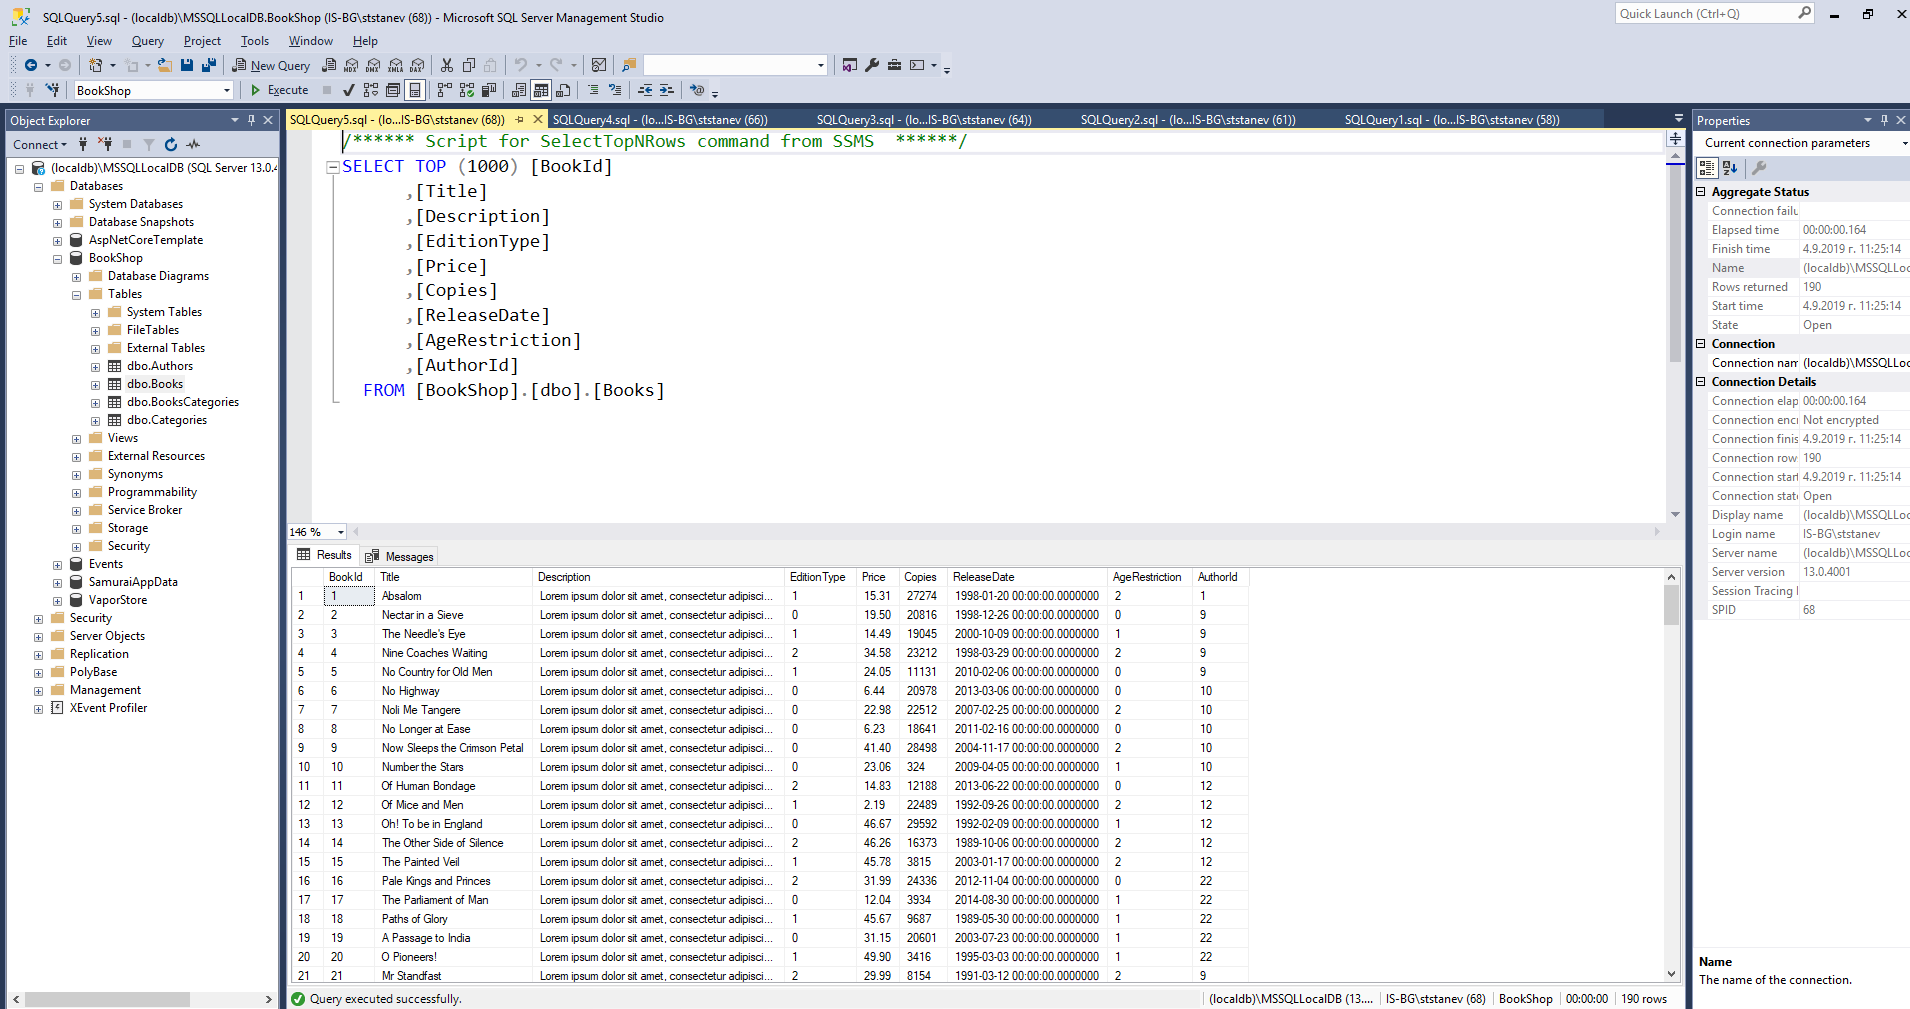 SQLQuery5.sql - (localdb)\MSSQLLocalDB.BookShop (IS-BG\ststanev (68)) - Microsoft SQL Server Management Studio
Quick Launch (Ctrl+Q)
File Edit View Query Project Tools Window Help
New Query MDX DMX XMLA DAX
BookShop Execute
Object Explorer
Connect
(localdb)\MSSQLLocalDB (SQL Server 13.0.4
Databases
System Databases
Database Snapshots
AspNetCoreTemplate
BookShop
Database Diagrams
Tables
System Tables
FileTables
External Tables
dbo.Authors
dbo.Books
dbo.BooksCategories
dbo.Categories
Views
External Resources
Synonyms
Programmability
Service Broker
Storage
Security
Events
SamuraiAppData
VaporStore
Security
Server Objects
Replication
PolyBase
Management
XEvent Profiler
SQLQuery5.sql - (lo...IS-BG\ststanev (68)) SQLQuery4.sql - (lo...IS-BG\ststanev (66)) SQLQuery3.sql - (lo...IS-BG\ststanev (64)) SQLQuery2.sql - (lo...IS-BG\ststanev (61)) SQLQuery1.sql - (lo...IS-BG\ststanev (58))
/****** Script for SelectTopNRows command from SSMS  ******/
SELECT TOP (1000) [BookId]
,[Title]
,[Description]
,[EditionType]
,[Price]
,[Copies]
,[ReleaseDate]
,[AgeRestriction]
,[AuthorId]
FROM [BookShop].[dbo].[Books]
146 %
Results Messages
BookId Title Description EditionType Price Copies ReleaseDate AgeRestriction AuthorId
1 1 Absalom Lorem ipsum dolor sit amet, consectetur adipisci... 1 15.31 27274 1998-01-20 00:00:00.0000000 2 1
2 2 Nectar in a Sieve Lorem ipsum dolor sit amet, consectetur adipisci... 0 19.50 20816 1998-12-26 00:00:00.0000000 0 9
3 3 The Needle's Eye Lorem ipsum dolor sit amet, consectetur adipisci... 1 14.49 19045 2000-10-09 00:00:00.0000000 1 9
4 4 Nine Coaches Waiting Lorem ipsum dolor sit amet, consectetur adipisci... 2 34.58 23212 1998-03-29 00:00:00.0000000 2 9
5 5 No Country for Old Men Lorem ipsum dolor sit amet, consectetur adipisci... 1 24.05 11131 2010-02-06 00:00:00.0000000 0 9
6 6 No Highway Lorem ipsum dolor sit amet, consectetur adipisci... 0 6.44 20978 2013-03-06 00:00:00.0000000 0 10
7 7 Noli Me Tangere Lorem ipsum dolor sit amet, consectetur adipisci... 0 22.98 22512 2007-02-25 00:00:00.0000000 2 10
8 8 No Longer at Ease Lorem ipsum dolor sit amet, consectetur adipisci... 0 6.23 18641 2011-02-16 00:00:00.0000000 0 10
9 9 Now Sleeps the Crimson Petal Lorem ipsum dolor sit amet, consectetur adipisci... 0 41.40 28498 2004-11-17 00:00:00.0000000 2 10
10 10 Number the Stars Lorem ipsum dolor sit amet, consectetur adipisci... 0 23.06 324 2009-04-05 00:00:00.0000000 1 10
11 11 Of Human Bondage Lorem ipsum dolor sit amet, consectetur adipisci... 2 14.83 12188 2013-06-22 00:00:00.0000000 0 12
12 12 Of Mice and Men Lorem ipsum dolor sit amet, consectetur adipisci... 1 2.19 22489 1992-09-26 00:00:00.0000000 2 12
13 13 Oh! To be in England Lorem ipsum dolor sit amet, consectetur adipisci... 0 46.67 29592 1992-02-09 00:00:00.0000000 1 12
14 14 The Other Side of Silence Lorem ipsum dolor sit amet, consectetur adipisci... 2 46.26 16373 1989-10-06 00:00:00.0000000 2 12
15 15 The Painted Veil Lorem ipsum dolor sit amet, consectetur adipisci... 1 45.78 3815 2003-01-17 00:00:00.0000000 2 12
16 16 Pale Kings and Princes Lorem ipsum dolor sit amet, consectetur adipisci... 2 31.99 24336 2012-11-04 00:00:00.0000000 0 22
17 17 The Parliament of Man Lorem ipsum dolor sit amet, consectetur adipisci... 0 12.04 3934 2014-08-30 00:00:00.0000000 1 22
18 18 Paths of Glory Lorem ipsum dolor sit amet, consectetur adipisci... 1 45.67 9687 1989-05-30 00:00:00.0000000 1 22
19 19 A Passage to India Lorem ipsum dolor sit amet, consectetur adipisci... 0 31.15 20601 2003-07-23 00:00:00.0000000 1 22
20 20 O Pioneers! Lorem ipsum dolor sit amet, consectetur adipisci... 1 49.90 3416 1995-03-03 00:00:00.0000000 1 22
21 21 Mr Standfast Lorem ipsum dolor sit amet, consectetur adipisci... 2 29.99 8154 1991-03-12 00:00:00.0000000 2 9
Query executed successfully. (localdb)\MSSQLLocalDB (13.... IS-BG\ststanev (68) BookShop 00:00:00 190 rows
Properties
Current connection parameters
Aggregate Status
Connection failu
Elapsed time 00:00:00.164
Finish time 4.9.2019 г. 11:25:14
Name (localdb)\MSSQLLoc
Rows returned 190
Start time 4.9.2019 г. 11:25:14
State Open
Connection
Connection nam (localdb)\MSSQLLoc
Connection Details
Connection elap 00:00:00.164
Connection encr Not encrypted
Connection finis 4.9.2019 г. 11:25:14
Connection row 190
Connection start 4.9.2019 г. 11:25:14
Connection state Open
Display name (localdb)\MSSQLLoc
Login name IS-BG\ststanev
Server name (localdb)\MSSQLLoc
Server version 13.0.4001
Session Tracing I
SPID 68
Name
The name of the connection.